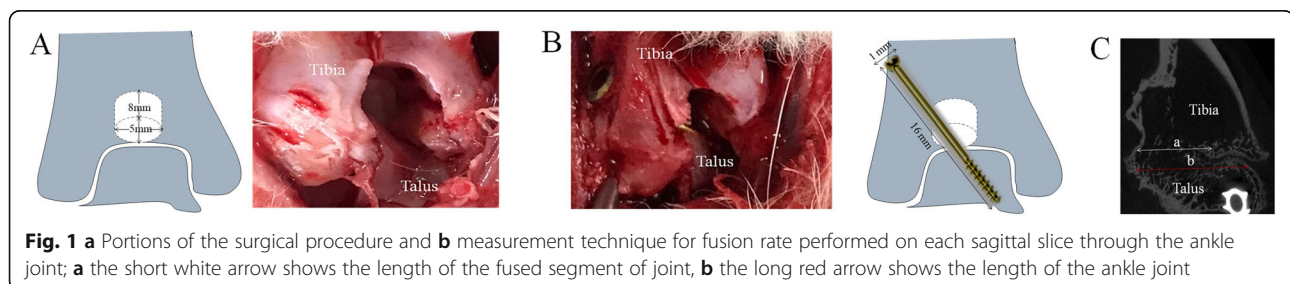 A
8mm
5mm
Tibia
Talus
B
Tibia
Talus
1 mm
16 mm
C
Tibia
a
b
Talus
Fig. 1 a Portions of the surgical procedure and b measurement technique for fusion rate performed on each sagittal slice through the ankle
joint; a the short white arrow shows the length of the fused segment of joint, b the long red arrow shows the length of the ankle joint